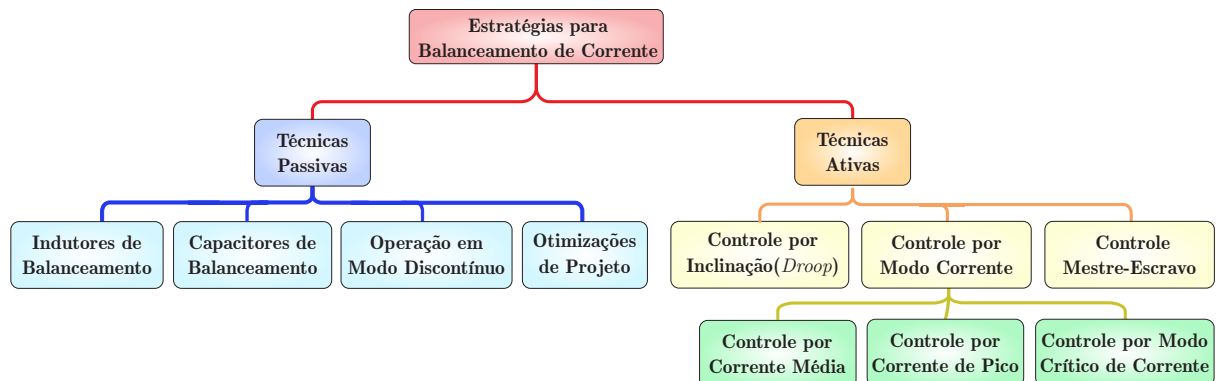 Estratégias para
Balanceamento de Corrente
Técnicas
Passivas
Técnicas
Ativas
Indutores de
Balanceamento
Capacitores de
Balanceamento
Operação em
Modo Discontínuo
Otimizações
de Projeto
Controle por
Inclinação(Droop)
Controle por
Modo Corrente
Controle
Mestre-Escravo
Controle por
Corrente Média
Controle por
Corrente de Pico
Controle por Modo
Crítico de Corrente